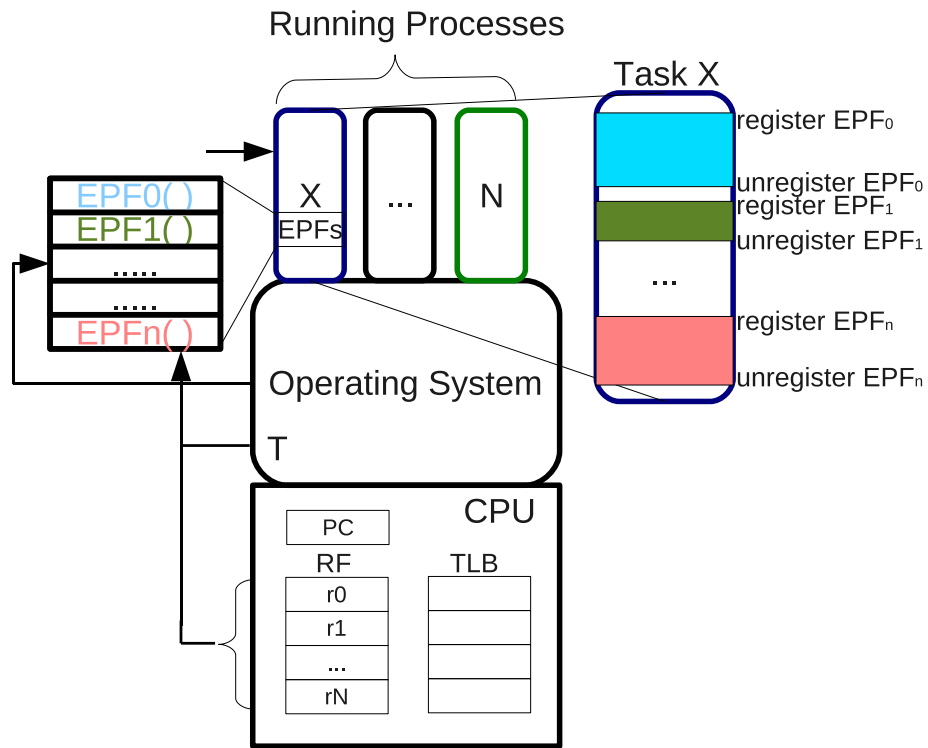 Running Processes
Task X
register EPF0
unregister EPF0
register EPF1
unregister EPF1
...
register EPFn
unregister EPFn
X
EPFs
...
N
EPF0( )
EPF1( )
.....
.....
EPFn( )
Operating System
T
CPU
PC
RF
TLB
r0
r1
...
rN